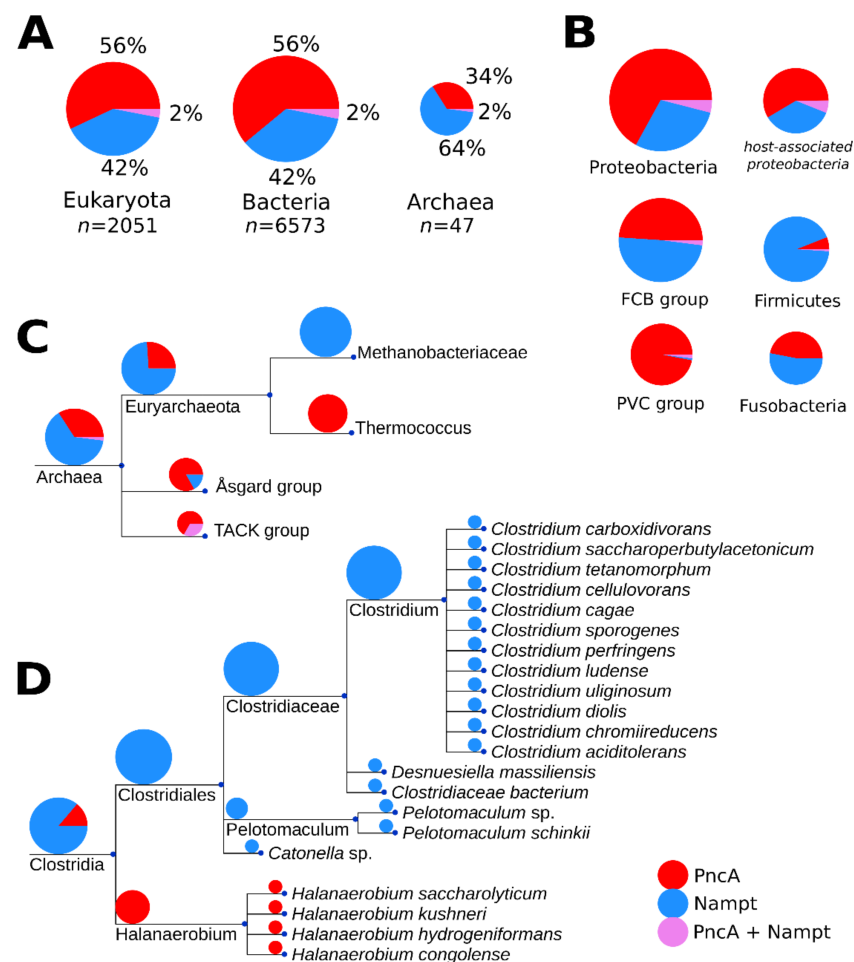 A
56%
2%
42%
Eukaryota
n=2051
56%
2%
42%
Bacteria
n=6573
34%
2%
64%
Archaea
n=47
B
Proteobacteria
host-associated
proteobacteria
FCB group
Firmicutes
PVC group
Fusobacteria
C
Methanobacteriaceae
Euryarchaeota
Thermococcus
Archaea
Åsgard group
TACK group
D
Clostridium carboxidivorans
Clostridium saccharoperbutylacetonicum
Clostridium tetanomorphum
Clostridium cellulovorans
Clostridium cagae
Clostridium sporogenes
Clostridium perfringens
Clostridium ludense
Clostridium uliginosum
Clostridium diolis
Clostridium chromiireducens
Clostridium aciditolerans
Clostridium
Clostridiaceae
Desnuesiella massiliensis
Clostridiaceae bacterium
Clostridiales
Pelotomaculum
Pelotomaculum sp.
Pelotomaculum schinkii
Catonella sp.
Clostridia
Halanaerobium
Halanaerobium saccharolyticum
Halanaerobium kushneri
Halanaerobium hydrogeniformans
Halanaerobium congolense
PncA
Nampt
PncA + Nampt